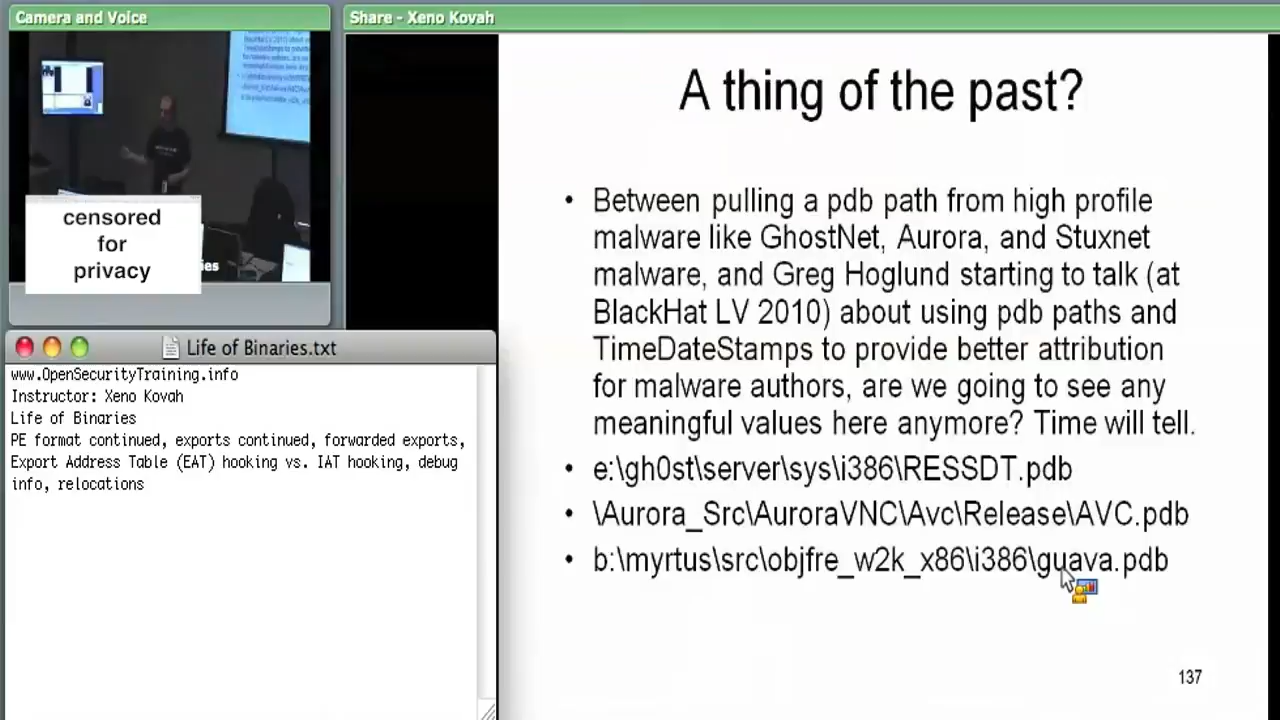 Camera and Voice
Share - Xeno Kovah
censored
for
privacy
ies
Life of Binaries.txt
www.OpenSecurityTraining.info
Instructor: Xeno Kovah
Life of Binaries
PE format continued, exports continued, forwarded exports,
Export Address Table (EAT) hooking vs. IAT hooking, debug
info, relocations
A thing of the past?
• Between pulling a pdb path from high profile
malware like GhostNet, Aurora, and Stuxnet
malware, and Greg Hoglund starting to talk (at
BlackHat LV 2010) about using pdb paths and
TimeDateStamps to provide better attribution
for malware authors, are we going to see any
meaningful values here anymore? Time will tell.
• e:\gh0st\server\sys\i386\RESSDT.pdb
• \Aurora_Src\AuroraVNC\Avc\Release\AVC.pdb
• b:\myrtus\src\objfre_w2k_x86\i386\guava.pdb
137